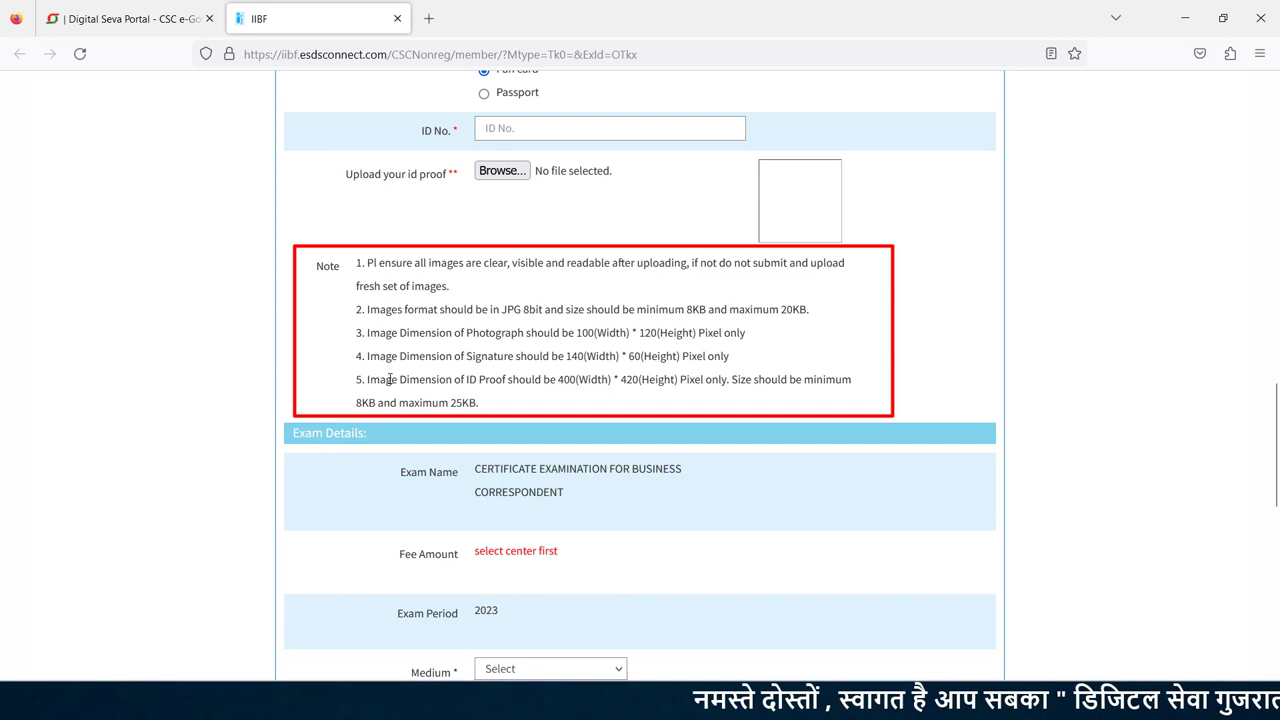 | Digital Seva Portal - CSC e-Go
IIBF
https://iibf.esdsconnect.com/CSCNonreg/member/?Mtype=Tk0=&ExId=OTkx
Pan card
Passport
ID No. * ID No.
Upload your id proof ** Browse... No file selected.
Note 1. Pl ensure all images are clear, visible and readable after uploading, if not do not submit and upload
fresh set of images.
2. Images format should be in JPG 8bit and size should be minimum 8KB and maximum 20KB.
3. Image Dimension of Photograph should be 100(Width) * 120(Height) Pixel only
4. Image Dimension of Signature should be 140(Width) * 60(Height) Pixel only
5. Image Dimension of ID Proof should be 400(Width) * 420(Height) Pixel only. Size should be minimum
8KB and maximum 25KB.
Exam Details:
Exam Name CERTIFICATE EXAMINATION FOR BUSINESS
CORRESPONDENT
Fee Amount select center first
Exam Period 2023
Medium * Select
नमस्ते दोस्तों , स्वागत है आप सबका " डिजिटल सेवा गुजरात